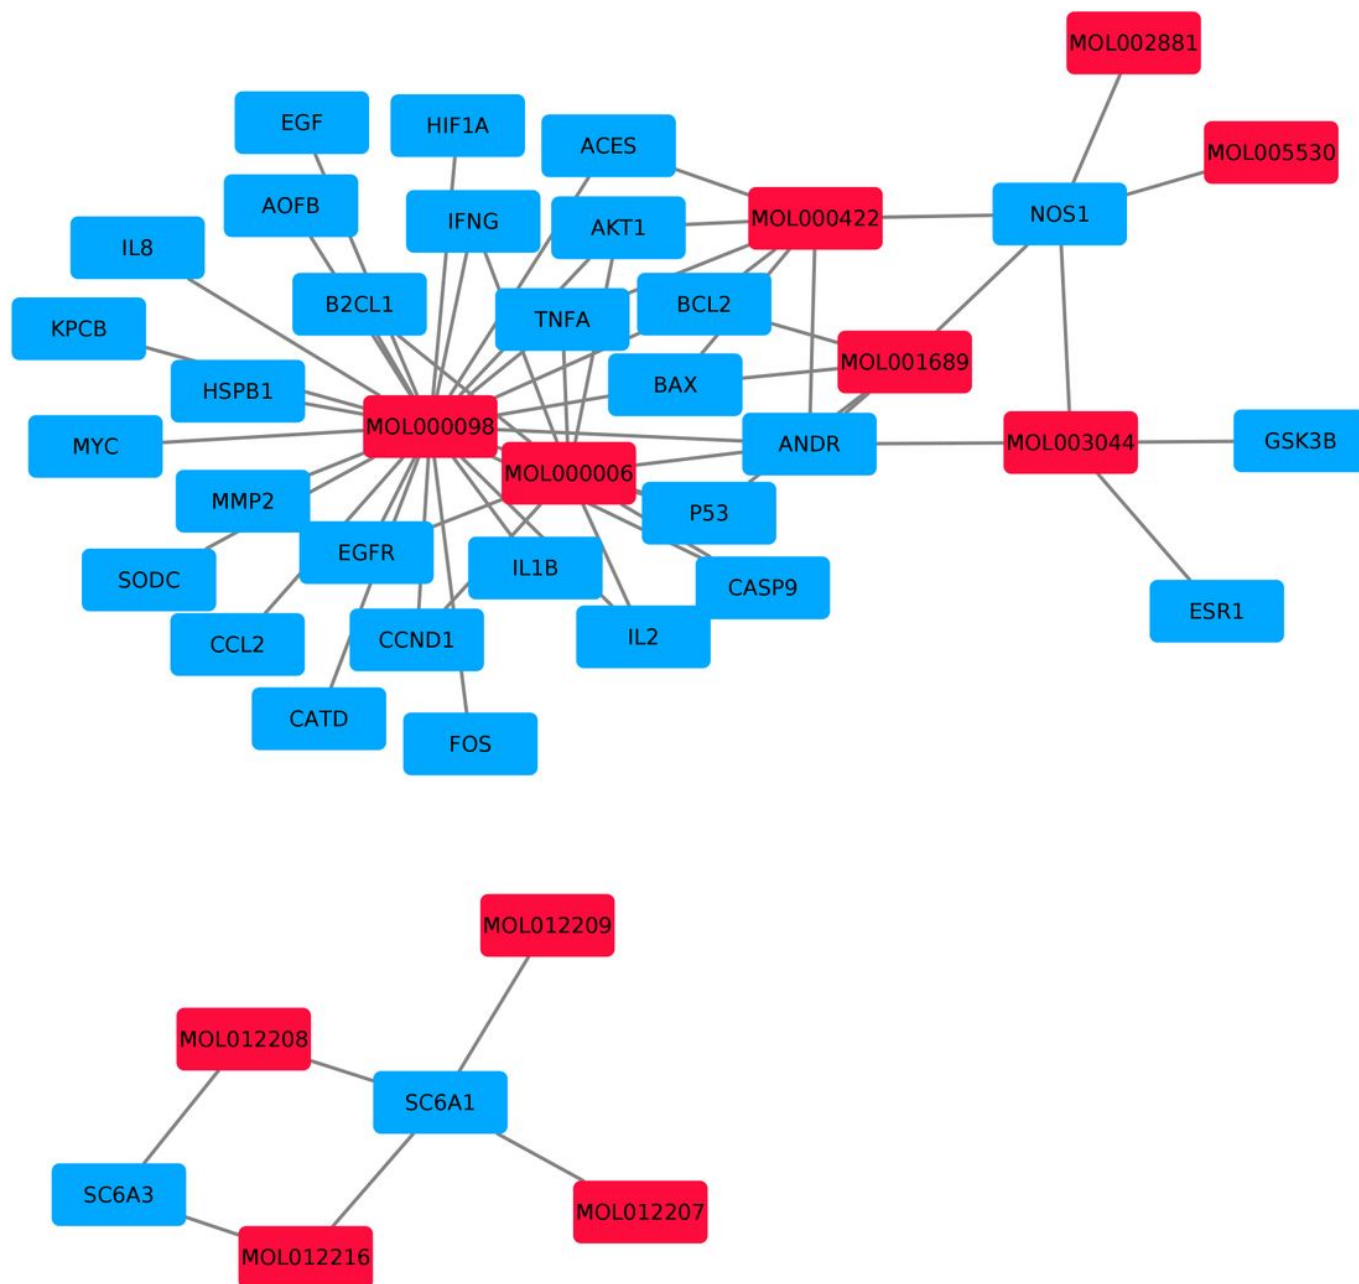 MOL002881
EGF
HIF1A
ACES
MOL005530
AOFB
IFNG
AKT1
MOL000422
NOS1
IL8
B2CL1
TNFA
BCL2
KPCB
HSPB1
BAX
MOL001689
MYC
MOL000098
MOL000006
ANDR
MOL003044
GSK3B
MMP2
P53
SODC
EGFR
IL1B
CASP9
ESR1
CCL2
CCND1
IL2
CATD
FOS
MOL012209
MOL012208
SC6A1
SC6A3
MOL012207
MOL012216